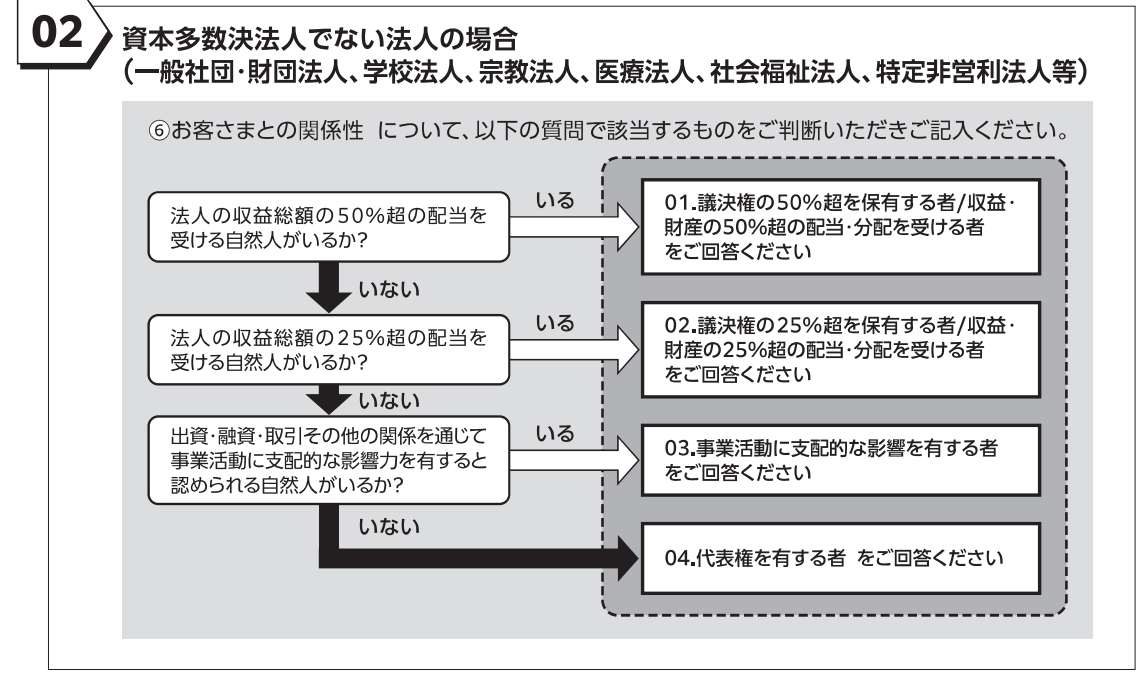 02
資本多数決法人でない法人の場合
(一般社団·財団法人、学校法人、宗教法人、医療法人、社会福祉法人、特定非営利法人等)
⑥お客さまとの関係性 について、以下の質問で該当するものをご判断いただきご記入ください。
法人の収益総額の50%超の配当を
受ける自然人がいるか?
いる
01.議決権の50%超を保有する者/収益·
財産の50%超の配当·分配を受ける者
をご回答ください
いない
法人の収益総額の25%超の配当を
受ける自然人がいるか?
いる
02.議決権の25%超を保有する者/収益·
財産の25%超の配当·分配を受ける者
をご回答ください
いない
出資·融資·取引その他の関係を通じて
事業活動に支配的な影響力を有すると
認められる自然人がいるか?
いる
03.事業活動に支配的な影響を有する者
をご回答ください
いない
04.代表権を有する者 をご回答ください